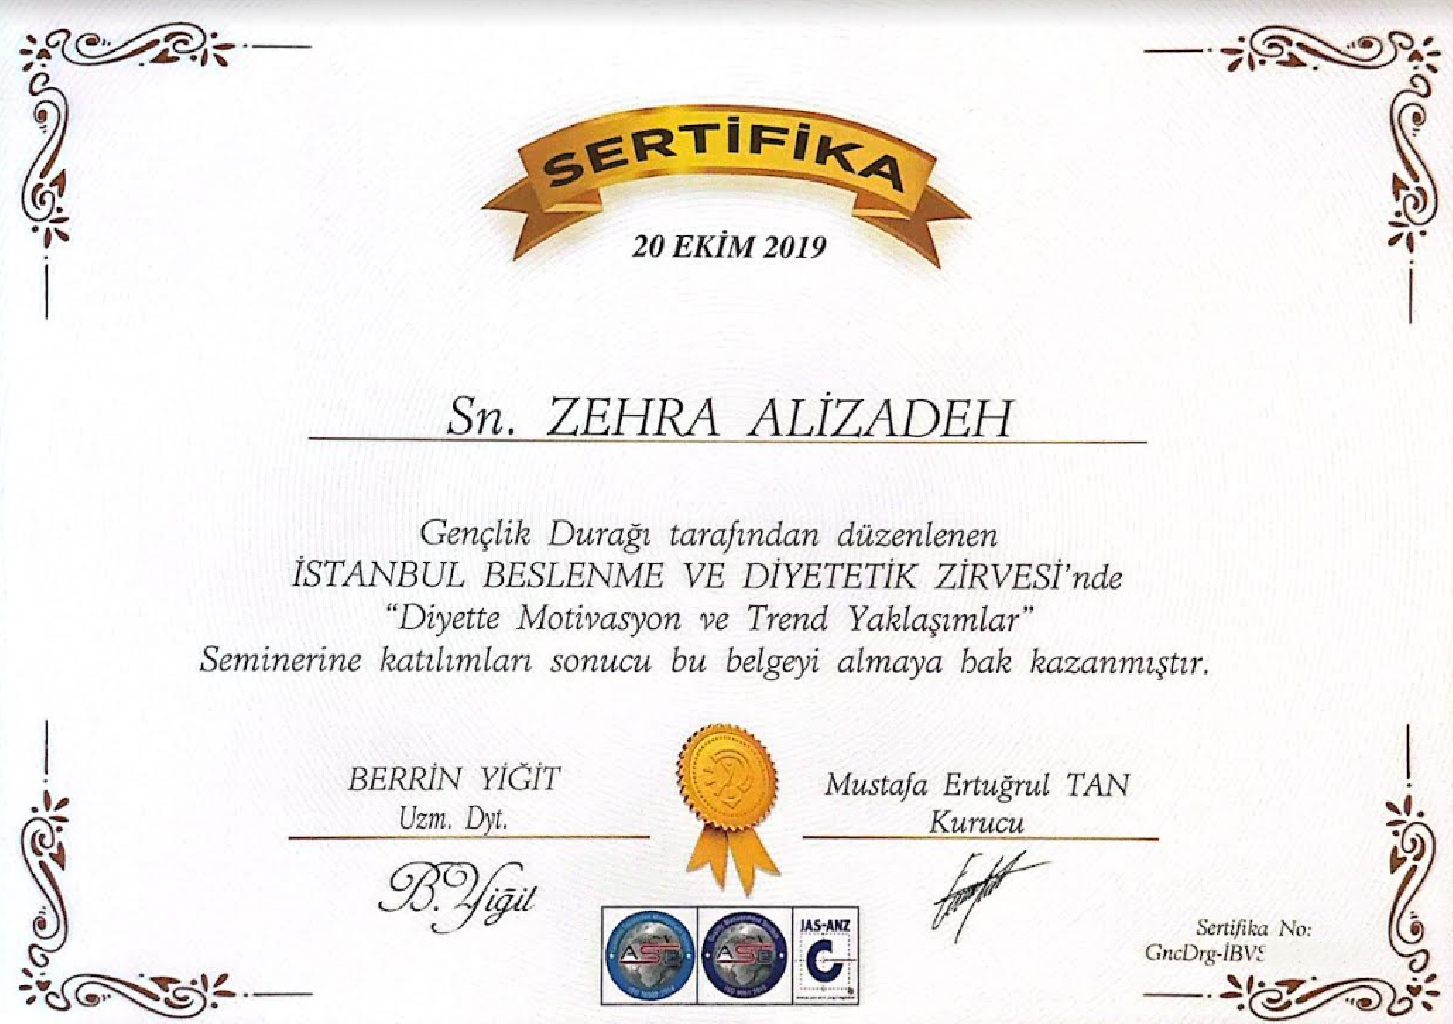 SERTİFİKA
20 EKİM 2019
Sn. ZEHRA ALİZADEH
Gençlik Durağı tarafından düzenlenen
İSTANBUL BESLENME VE DİYETETİK ZİRVESİ'nde
"Diyette Motivasyon ve Trend Yaklaşımlar"
Seminerine katılımları sonucu bu belgeyi almaya hak kazanmıştır.
BERRİN YİĞİT
Uzm. Dyt.
Mustafa Ertuğrul TAN
Kurucu
B.Yiğit
JAS-ANZ
C
Sertifika No:
GncDrg-İBVS